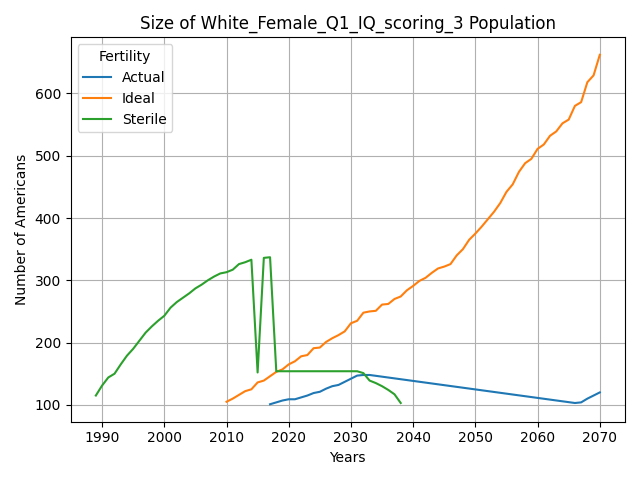 Size of White_Female_Q1_IQ_scoring_3 Population
Fertility
Actual
Ideal
Sterile
Number of Americans
600
500
400
300
200
100
1990 2000 2010 2020 2030 2040 2050 2060 2070
Years